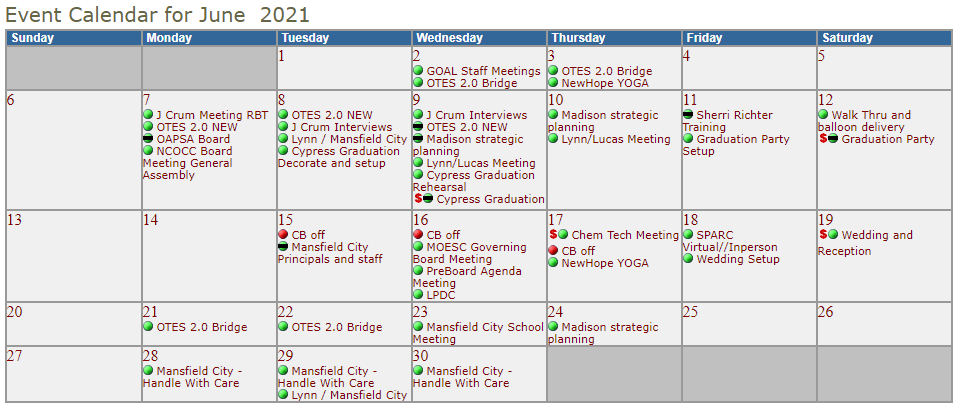 Event Calendar for June 2021
Sunday Monday Tuesday Wednesday Thursday Friday Saturday
1
2
GOAL Staff Meetings
OTES 2.0 Bridge
3
OTES 2.0 Bridge
NewHope YOGA
4
5
6
7
J Crum Meeting RBT
OTES 2.0 NEW
OAPSA Board
NCOCC Board
Meeting General
Assembly
8
OTES 2.0 NEW
J Crum Interviews
Lynn / Mansfield City
Cypress Graduation
Decorate and setup
9
J Crum Interviews
OTES 2.0 NEW
Madison strategic
planning
Lynn/Lucas Meeting
Cypress Graduation
Rehearsal
$ Cypress Graduation
10
Madison strategic
planning
Lynn/Lucas Meeting
11
Sherri Richter
Training
Graduation Party
Setup
12
Walk Thru and
balloon delivery
$ Graduation Party
13
14
15
CB off
Mansfield City
Principals and staff
16
CB off
MOESC Governing
Board Meeting
PreBoard Agenda
Meeting
LPDC
17
$ Chem Tech Meeting
CB off
NewHope YOGA
18
SPARC
Virtual//Inperson
Wedding Setup
19
$ Wedding and
Reception
20
21
OTES 2.0 Bridge
22
OTES 2.0 Bridge
23
Mansfield City School
Meeting
24
Madison strategic
planning
25
26
27
28
Mansfield City -
Handle With Care
29
Mansfield City -
Handle With Care
Lynn / Mansfield City
30
Mansfield City -
Handle With Care